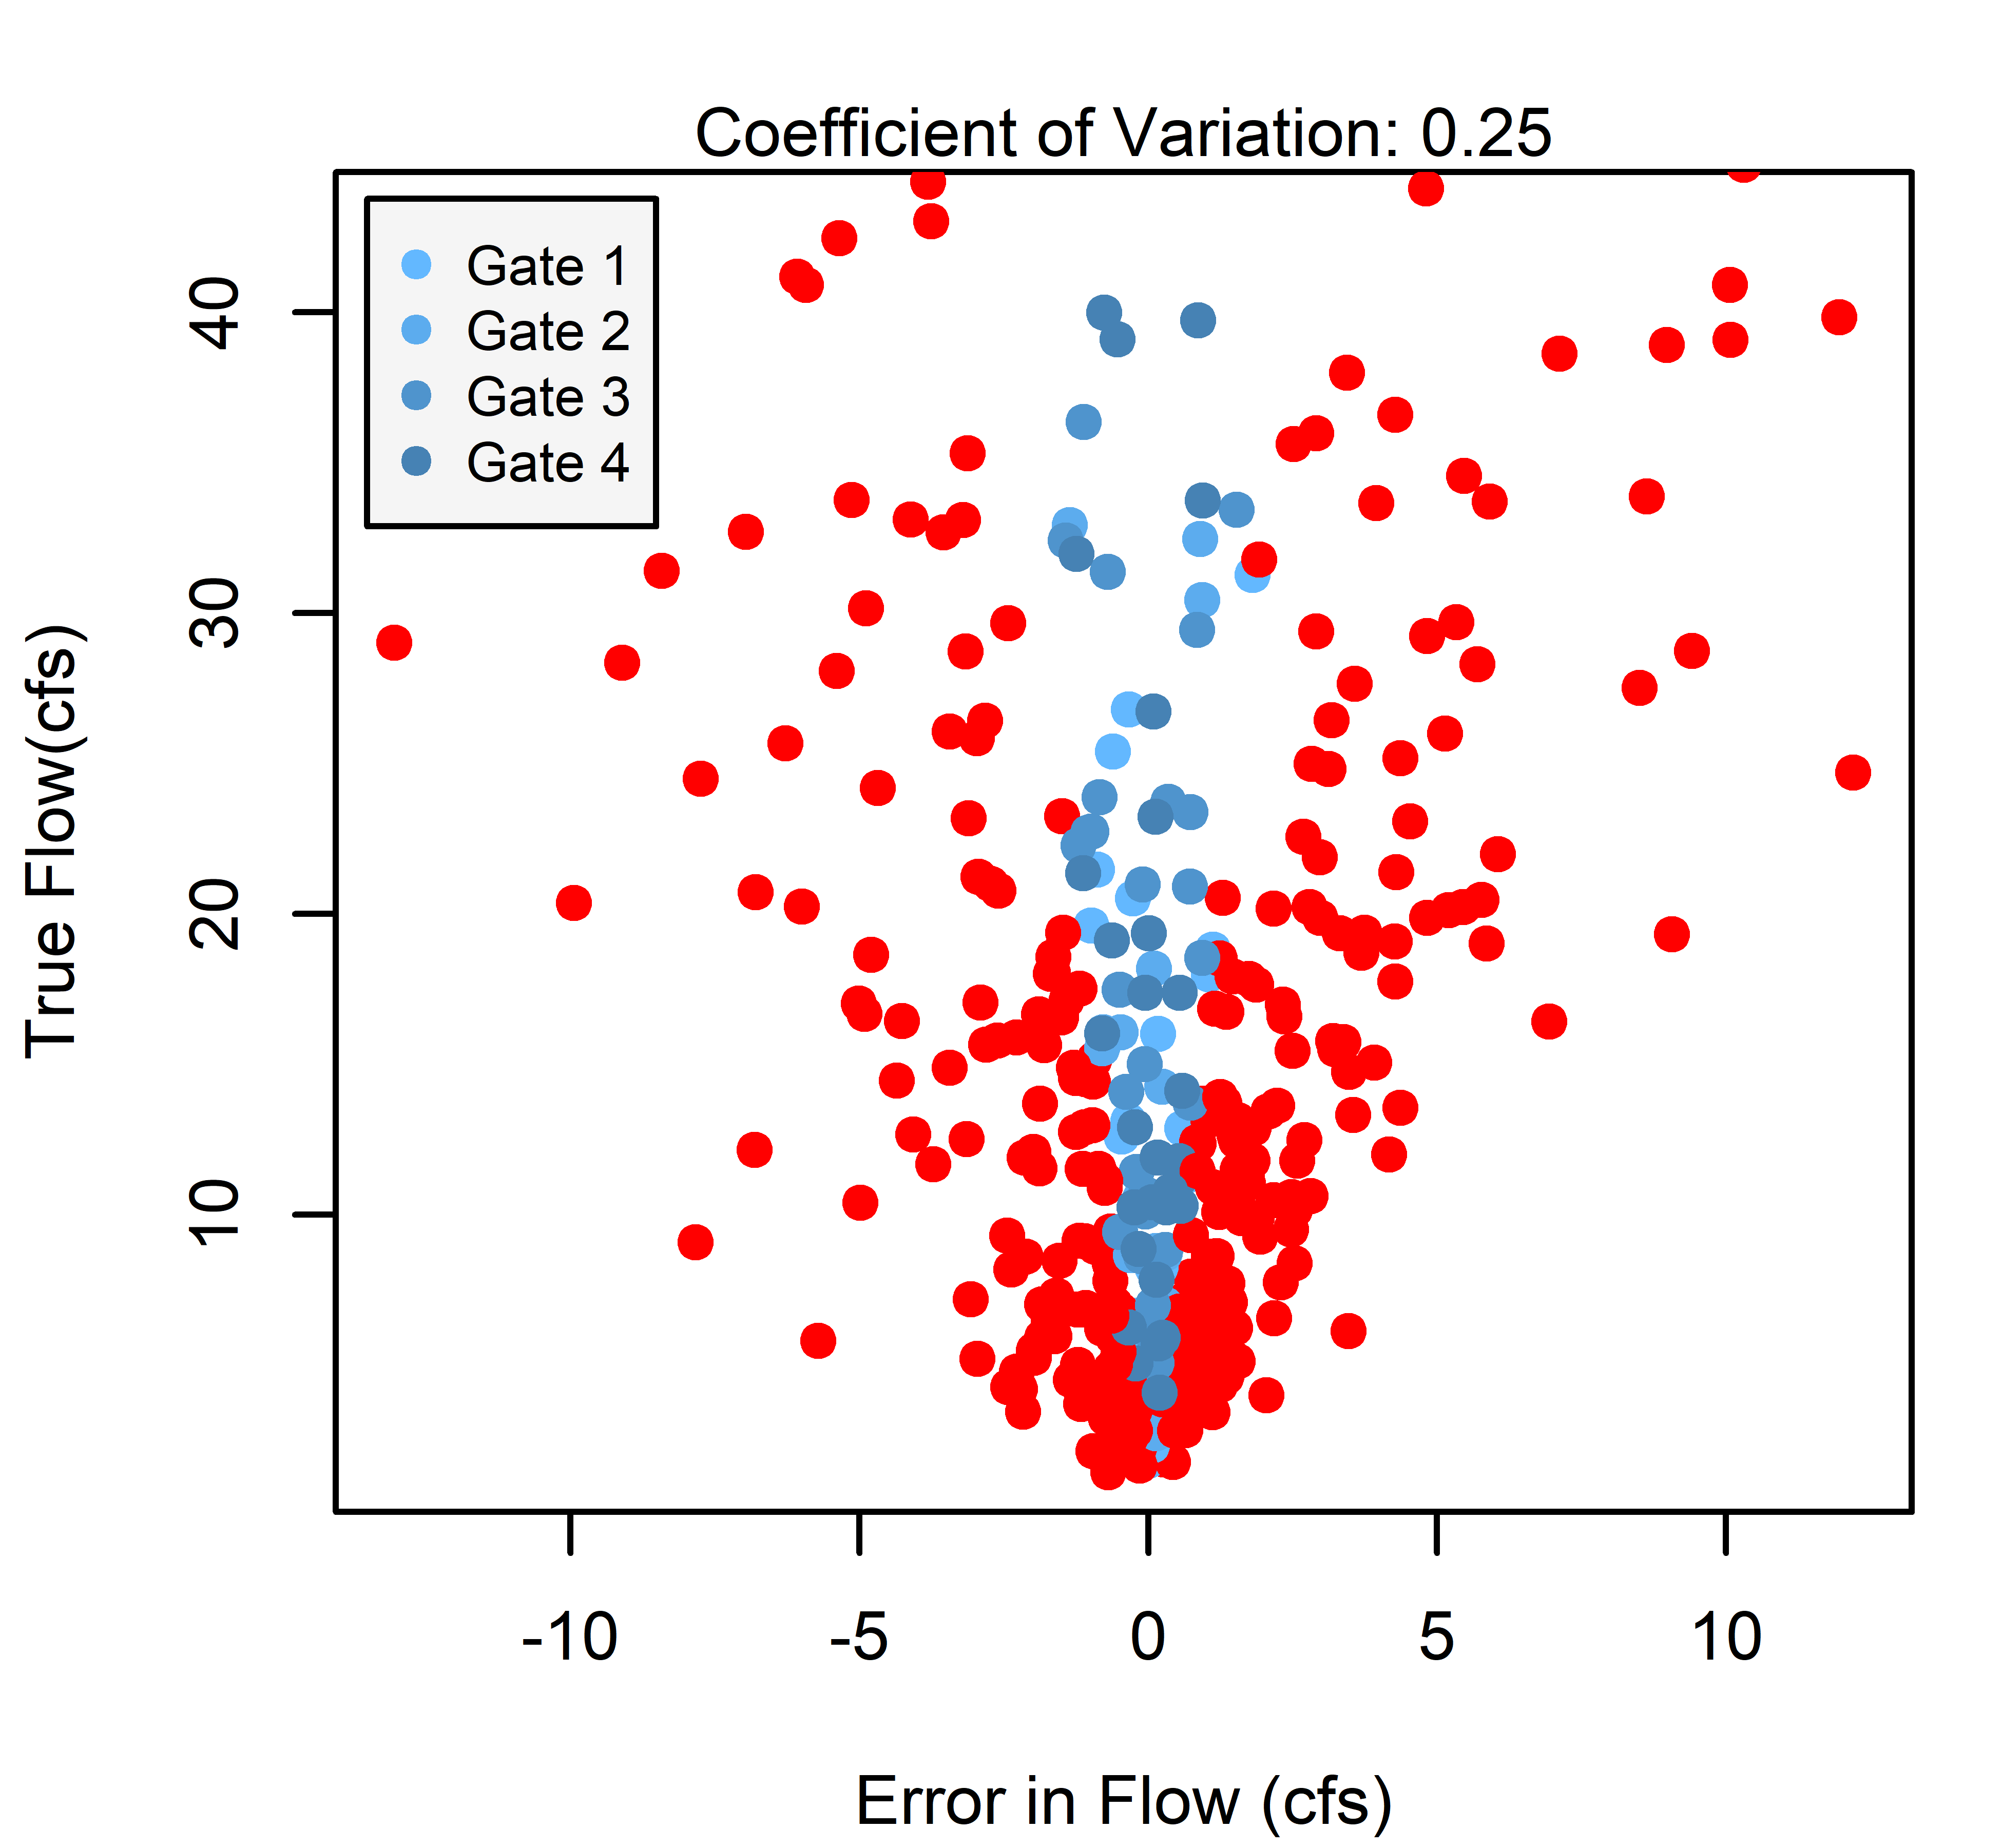 Coefficient of Variation: 0.25
Gate 1
Gate 2
Gate 3
Gate 4
True Flow(cfs)
40
30
20
10
-10 -5 0 5 10
Error in Flow (cfs)